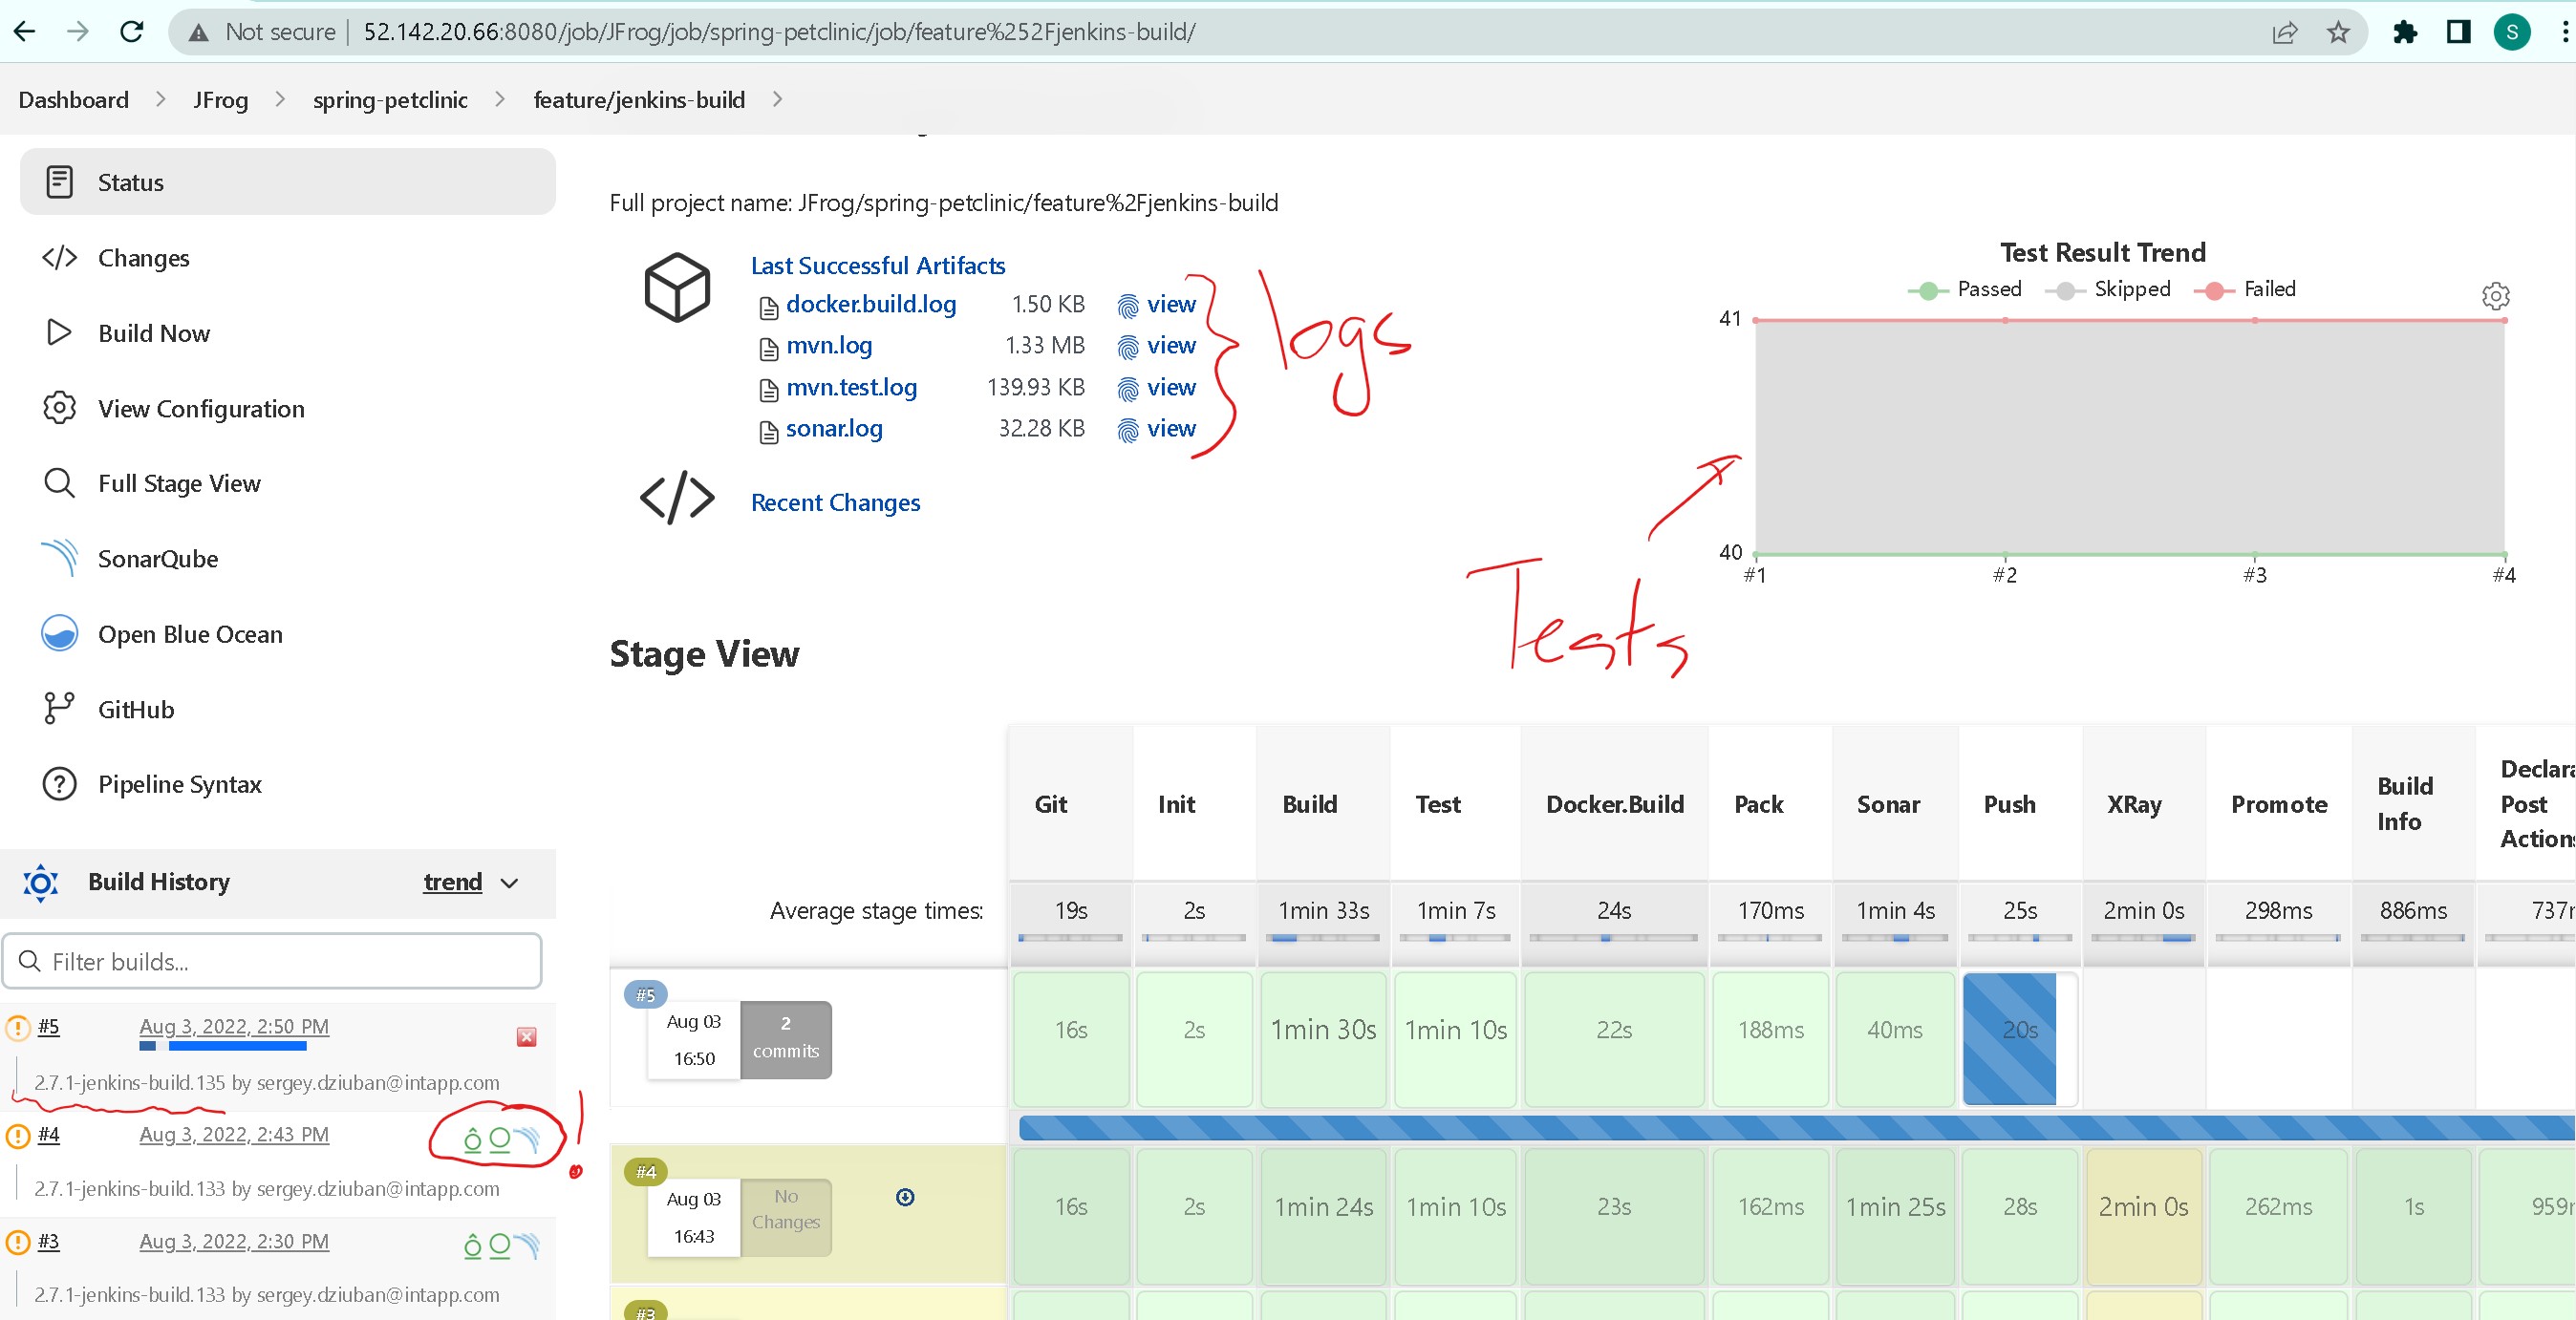 Not secure | 52.142.20.66:8080/job/JFrog/job/spring-petclinic/job/feature%252Fjenkins-build/
S
Dashboard > JFrog > spring-petclinic > feature/jenkins-build >
Status
Changes
Build Now
View Configuration
Full Stage View
SonarQube
Open Blue Ocean
GitHub
Pipeline Syntax
Full project name: JFrog/spring-petclinic/feature%2Fjenkins-build
Last Successful Artifacts
docker.build.log 1.50 KB view
mvn.log 1.33 MB view
mvn.test.log 139.93 KB view
sonar.log 32.28 KB view
logs
Recent Changes
Test Result Trend
Passed Skipped Failed
41
40
#1 #2 #3 #4
Tests
Stage View
Git Init Build Test Docker.Build Pack Sonar Push XRay Promote Build Info Declara Post Actions
Average stage times: 19s 2s 1min 33s 1min 7s 24s 170ms 1min 4s 25s 2min 0s 298ms 886ms 737m
#5
Aug 03 16:50
2 commits
16s 2s 1min 30s 1min 10s 22s 188ms 40ms 20s
#4
Aug 03 16:43
No Changes
16s 2s 1min 24s 1min 10s 23s 162ms 1min 25s 28s 2min 0s 262ms 1s 959m
#3
Build History trend
Filter builds...
#5 Aug 3, 2022, 2:50 PM
2.7.1-jenkins-build.135 by sergey.dziuban@intapp.com
!
#4 Aug 3, 2022, 2:43 PM
2.7.1-jenkins-build.133 by sergey.dziuban@intapp.com
#3 Aug 3, 2022, 2:30 PM
2.7.1-jenkins-build.133 by sergey.dziuban@intapp.com